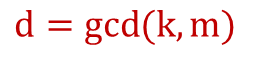 d = gcd(k, m)